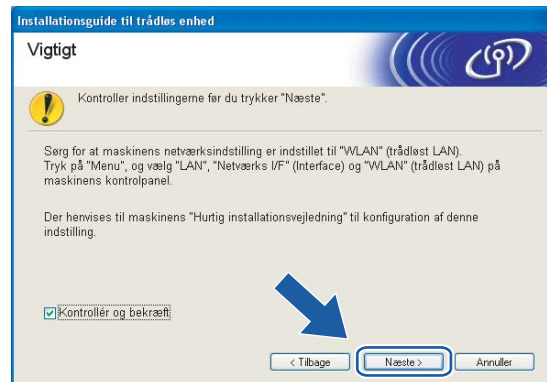 Installationsguide til trådløs enhed
Vigtigt
Kontroller indstillingerne før du trykker "Næste".
Sørg for at maskinens netværksindstilling er indstillet til "WLAN" (trådløst LAN).
Tryk på "Menu", og vælg "LAN", "Netværks I/F" (Interface) og "WLAN" (trådløst LAN) på
maskinens kontrolpanel.
Der henvises til maskinens "Hurtig installationsvejledning" til konfiguration af denne
indstilling.
Kontrollér og bekræft
< Tilbage
Næste >
Annuller